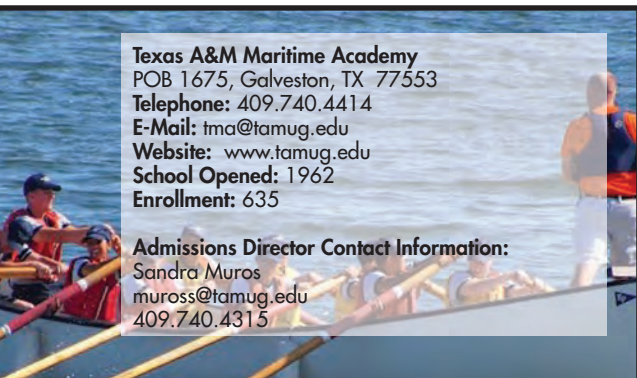 Texas A&M Maritime Academy
POB 1675, Galveston, TX 77553
Telephone: 409.740.4414
E-Mail: tma@tamug.edu
Website: www.tamug.edu
School Opened: 1962
Enrollment: 635
Admissions Director Contact Information:
Sandra Muros
muross@tamug.edu
409.740.4315